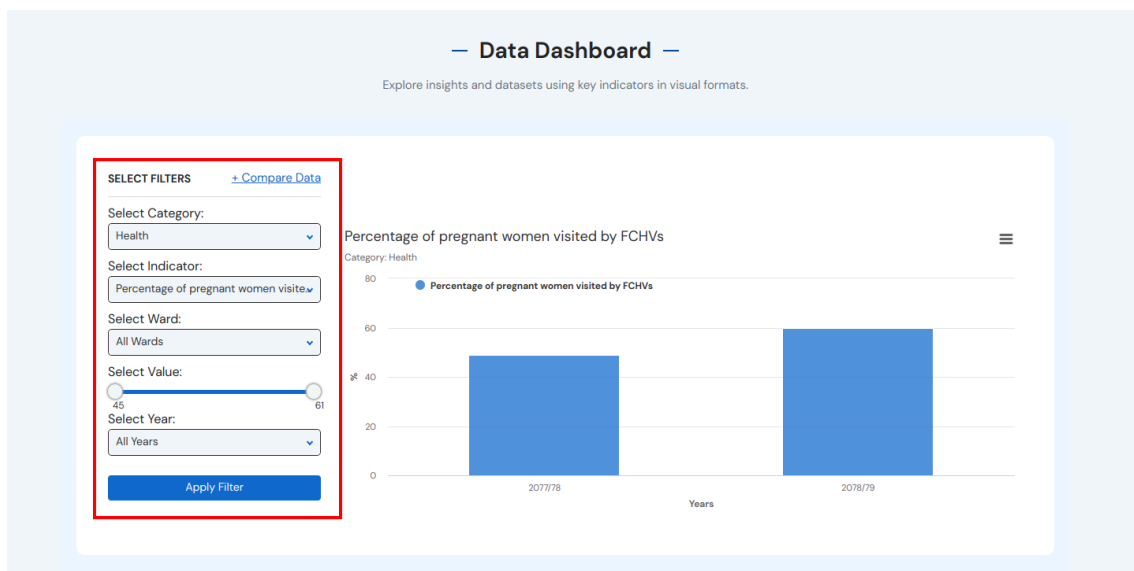 Data Dashboard
Explore insights and datasets using key indicators in visual formats.
SELECT FILTERS + Compare Data
Select Category:
Health
Select Indicator:
Percentage of pregnant women visite
Select Ward:
All Wards
Select Value:
45 61
Select Year:
All Years
Apply Filter
Percentage of pregnant women visited by FCHVs
Category: Health
Percentage of pregnant women visited by FCHVs
80
60
40
20
0
%
2077/78 2078/79
Years